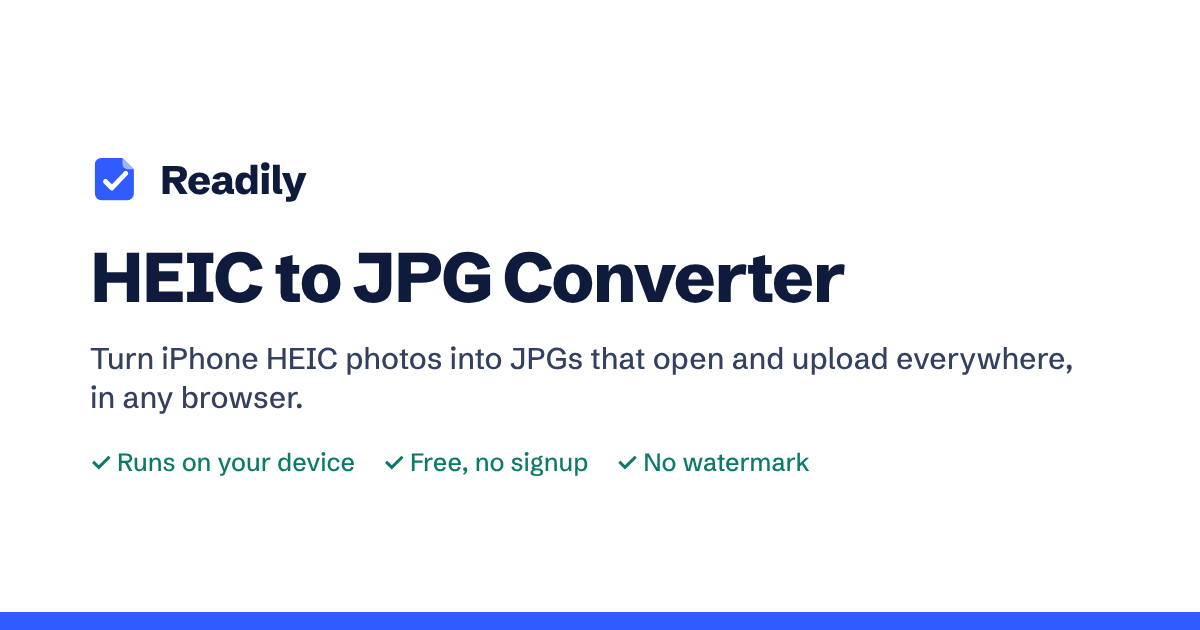 Readily
HEIC to JPG Converter
Turn iPhone HEIC photos into JPGs that open and upload everywhere,
in any browser.
✓ Runs on your device ✓ Free, no signup ✓ No watermark